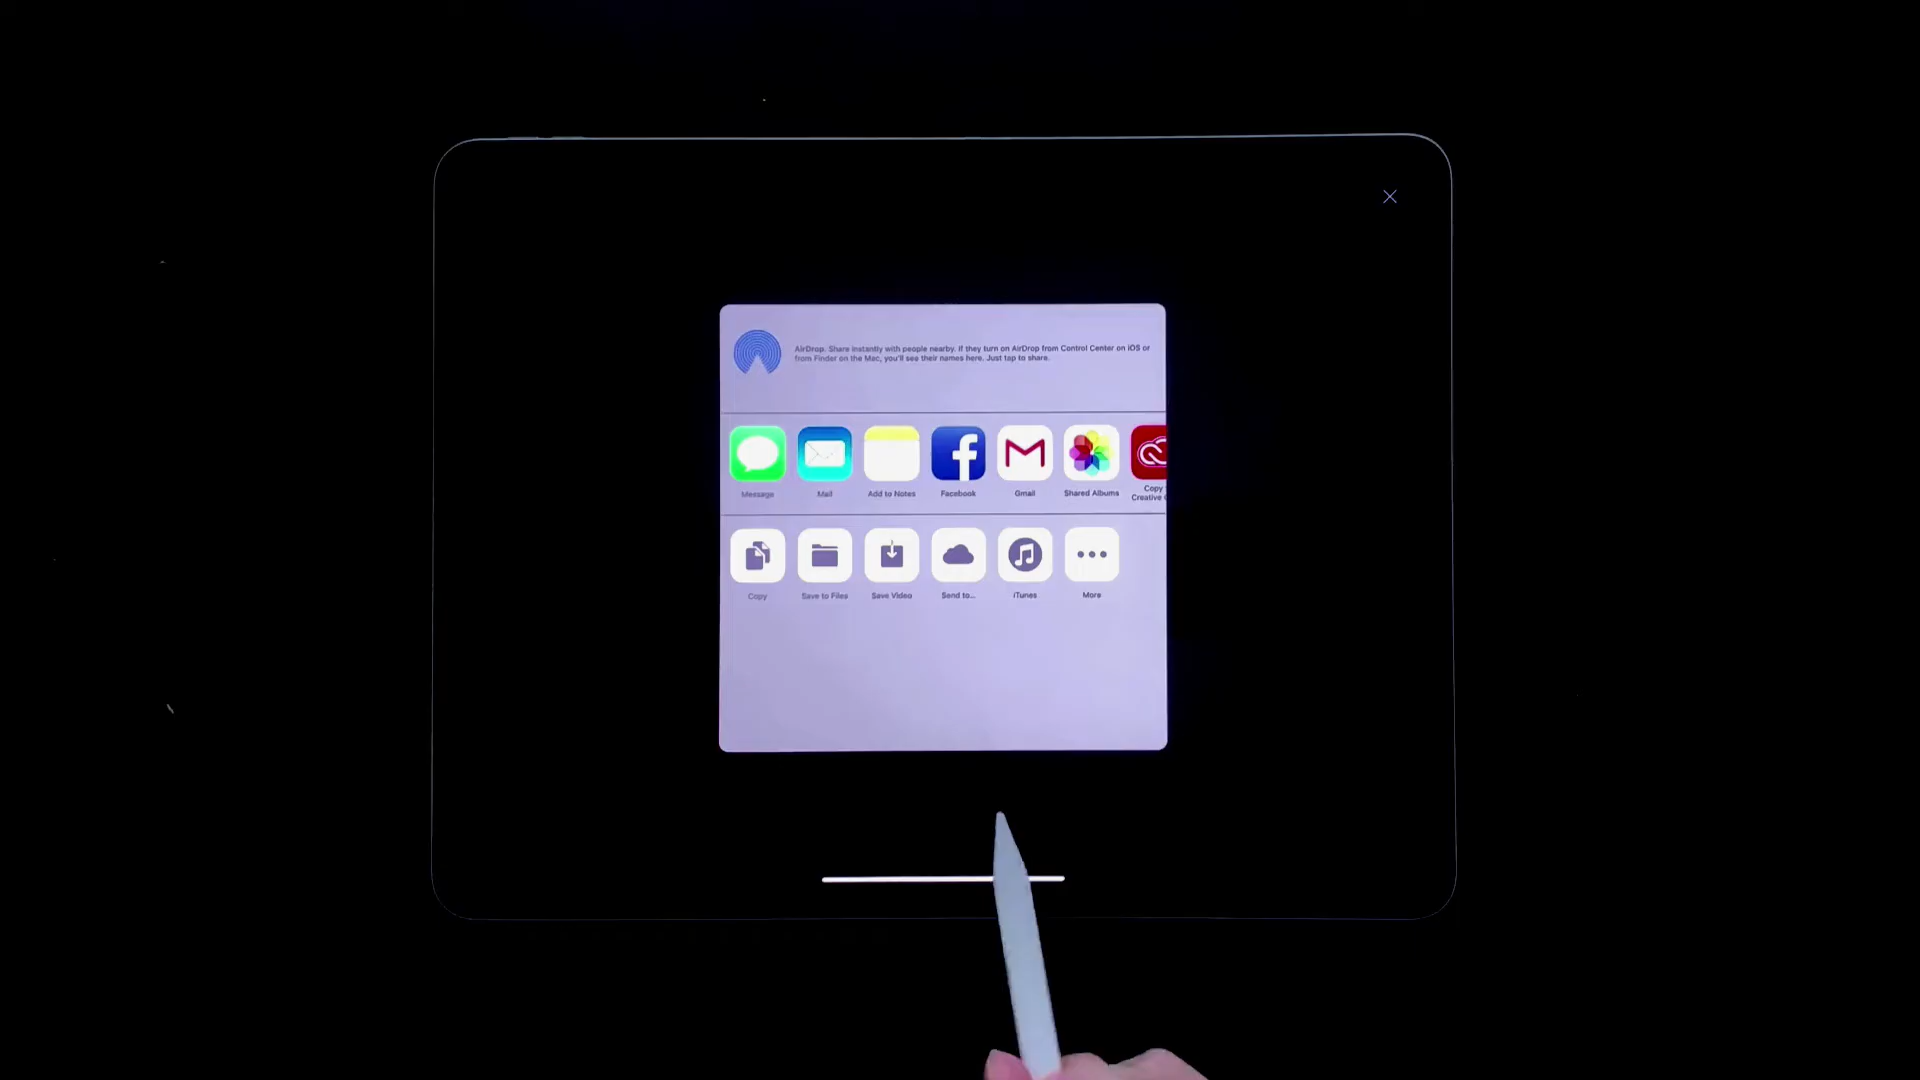 AirDrop. Share instantly with people nearby. If they turn on AirDrop from Control Center on iOS or
from Finder on the Mac, you'll see their names here. Just tap to share.
Message
Mail
Add to Notes
Facebook
Gmail
Shared Albums
Copy
Creative
Copy
Save to Files
Save Video
Send to...
iTunes
More